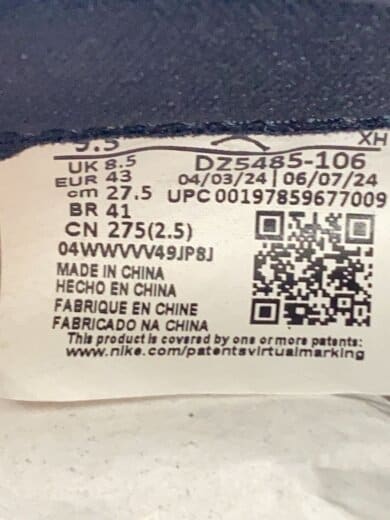 9.5 XH
UK 8.5 DZ5485-106
EUR 43 04/03/24 | 06/07/24
cm 27.5 UPC 00197859677009
BR 41
CN 275(2.5)
04WWVVV49JP8J
MADE IN CHINA
HECHO EN CHINA
FABRIQUE EN CHINE
FABRICADO NA CHINA
This product is covered by one or more patents:
www.nike.com/patentsvirtualmarking